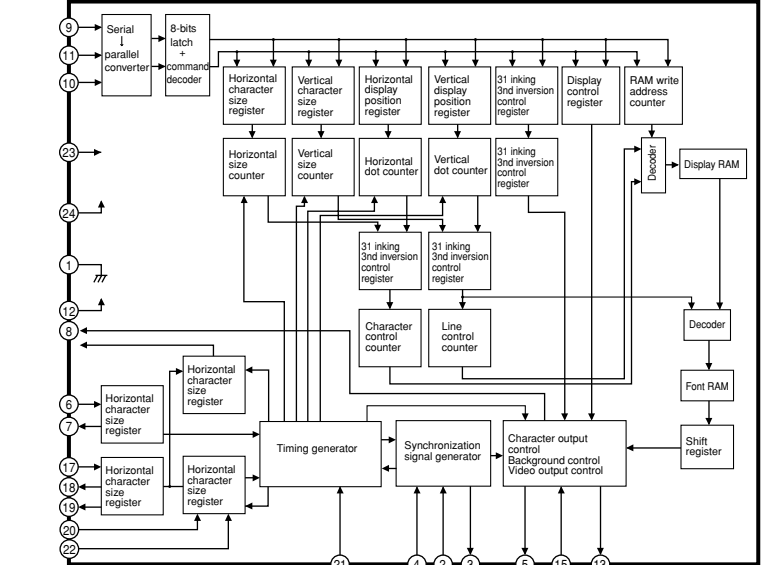 9
11
10
23
24
1
12
8
6
7
17
18
19
20
22
Serial
↓
parallel
converter
8-bits
latch
+
command
decoder
Horizontal
character
size
register
Vertical
character
size
register
Horizontal
display
position
register
Vertical
display
position
register
31 inking
3nd inversion
control
register
Display
control
register
RAM write
address
counter
Horizontal
size
counter
Vertical
size
counter
Horizontal
dot counter
Vertical
dot counter
31 inking
3nd inversion
control
register
Decoder
Display RAM
31 inking
3nd inversion
control
register
31 inking
3nd inversion
control
register
Character
control
counter
Line
control
counter
Decoder
Font RAM
Shift
register
Horizontal
character
size
register
Horizontal
character
size
register
Horizontal
character
size
register
Horizontal
character
size
register
Timing generator
Synchronization
signal generator
Character output
control
Background control
Video output control
21
4
2
3
5
15
13